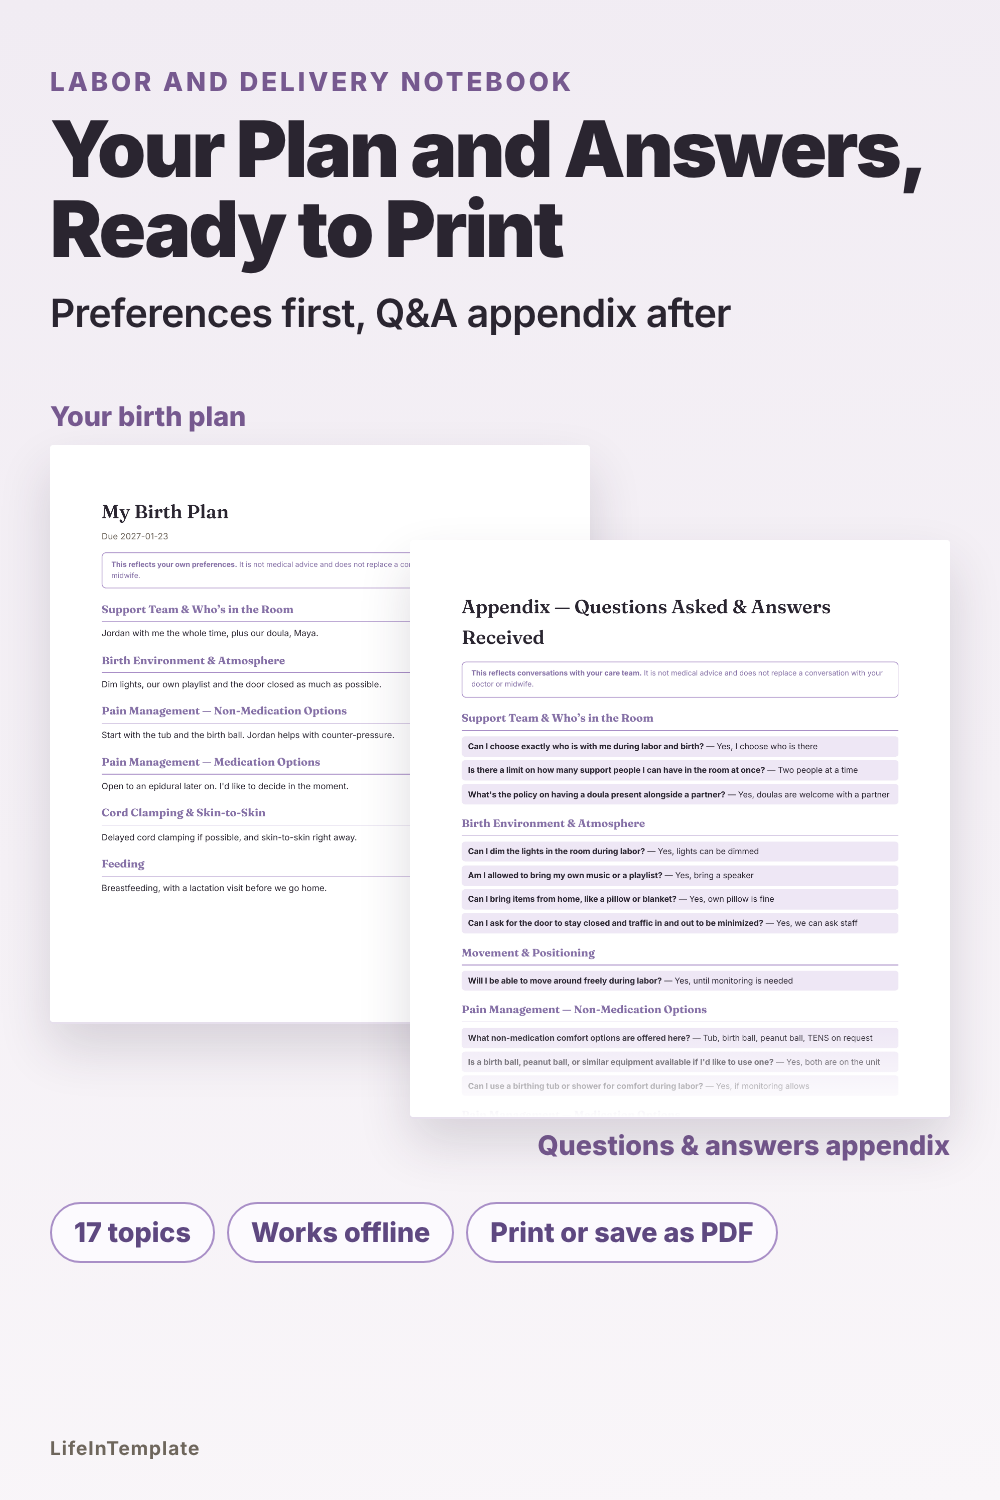 LABOR AND DELIVERY NOTEBOOK
Your Plan and Answers,
Ready to Print
Preferences first, Q&A appendix after
Your birth plan
My Birth Plan
Due 2027-01-23
This reflects your own preferences. It is not medical advice and does not replace a
midwife.
Support Team & Who's in the Room
Jordan with me the whole time, plus our doula, Maya.
Birth Environment & Atmosphere
Dim lights, our own playlist and the door closed as much as possible.
Pain Management — Non-Medication Options
Start with the tub and the birth ball. Jordan helps with counter-pressure.
Pain Management — Medication Options
Open to an epidural later on. I'd like to decide in the moment.
Cord Clamping & Skin-to-Skin
Delayed cord clamping if possible, and skin-to-skin right away.
Feeding
Breastfeeding, with a lactation visit before we go home.
Appendix — Questions Asked & Answers
Received
This reflects conversations with your care team. It is not medical advice and does not replace a conversation with your
doctor or midwife.
Support Team & Who's in the Room
Can I choose exactly who is with me during labor and birth? — Yes, I choose who is there
Is there a limit on how many support people I can have in the room at once? — Two people at a time
What's the policy on having a doula present alongside a partner? — Yes, doulas are welcome with a partner
Birth Environment & Atmosphere
Can I dim the lights in the room during labor? — Yes, lights can be dimmed
Am I allowed to bring my own music or a playlist? — Yes, bring a speaker
Can I bring items from home, like a pillow or blanket? — Yes, own pillow is fine
Can I ask for the door to stay closed and traffic in and out to be minimized? — Yes, we can ask staff
Movement & Positioning
Will I be able to move around freely during labor? — Yes, until monitoring is needed
Pain Management — Non-Medication Options
What non-medication comfort options are offered here? — Tub, birth ball, peanut ball, TENS on request
Is a birth ball, peanut ball, or similar equipment available if I'd like to use one? — Yes, both are on the unit
Can I use a birthing tub or shower for comfort during labor? — Yes, if monitoring allows
Questions & answers appendix
17 topics
Works offline
Print or save as PDF
LifeInTemplate